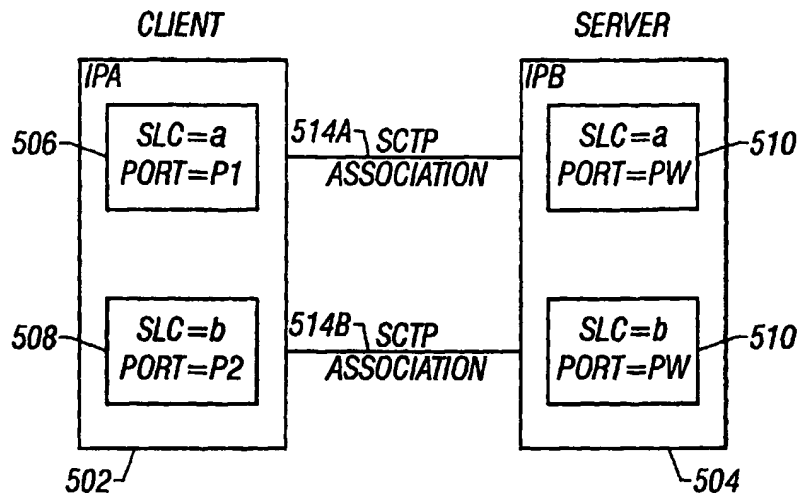 CLIENT
SERVER
IPA
IPB
506
SLC=a
PORT=P1
514A
SCTP
ASSOCIATION
SLC=a
PORT=PW
510
508
SLC=b
PORT=P2
514B
SCTP
ASSOCIATION
SLC=b
PORT=PW
510
502
504